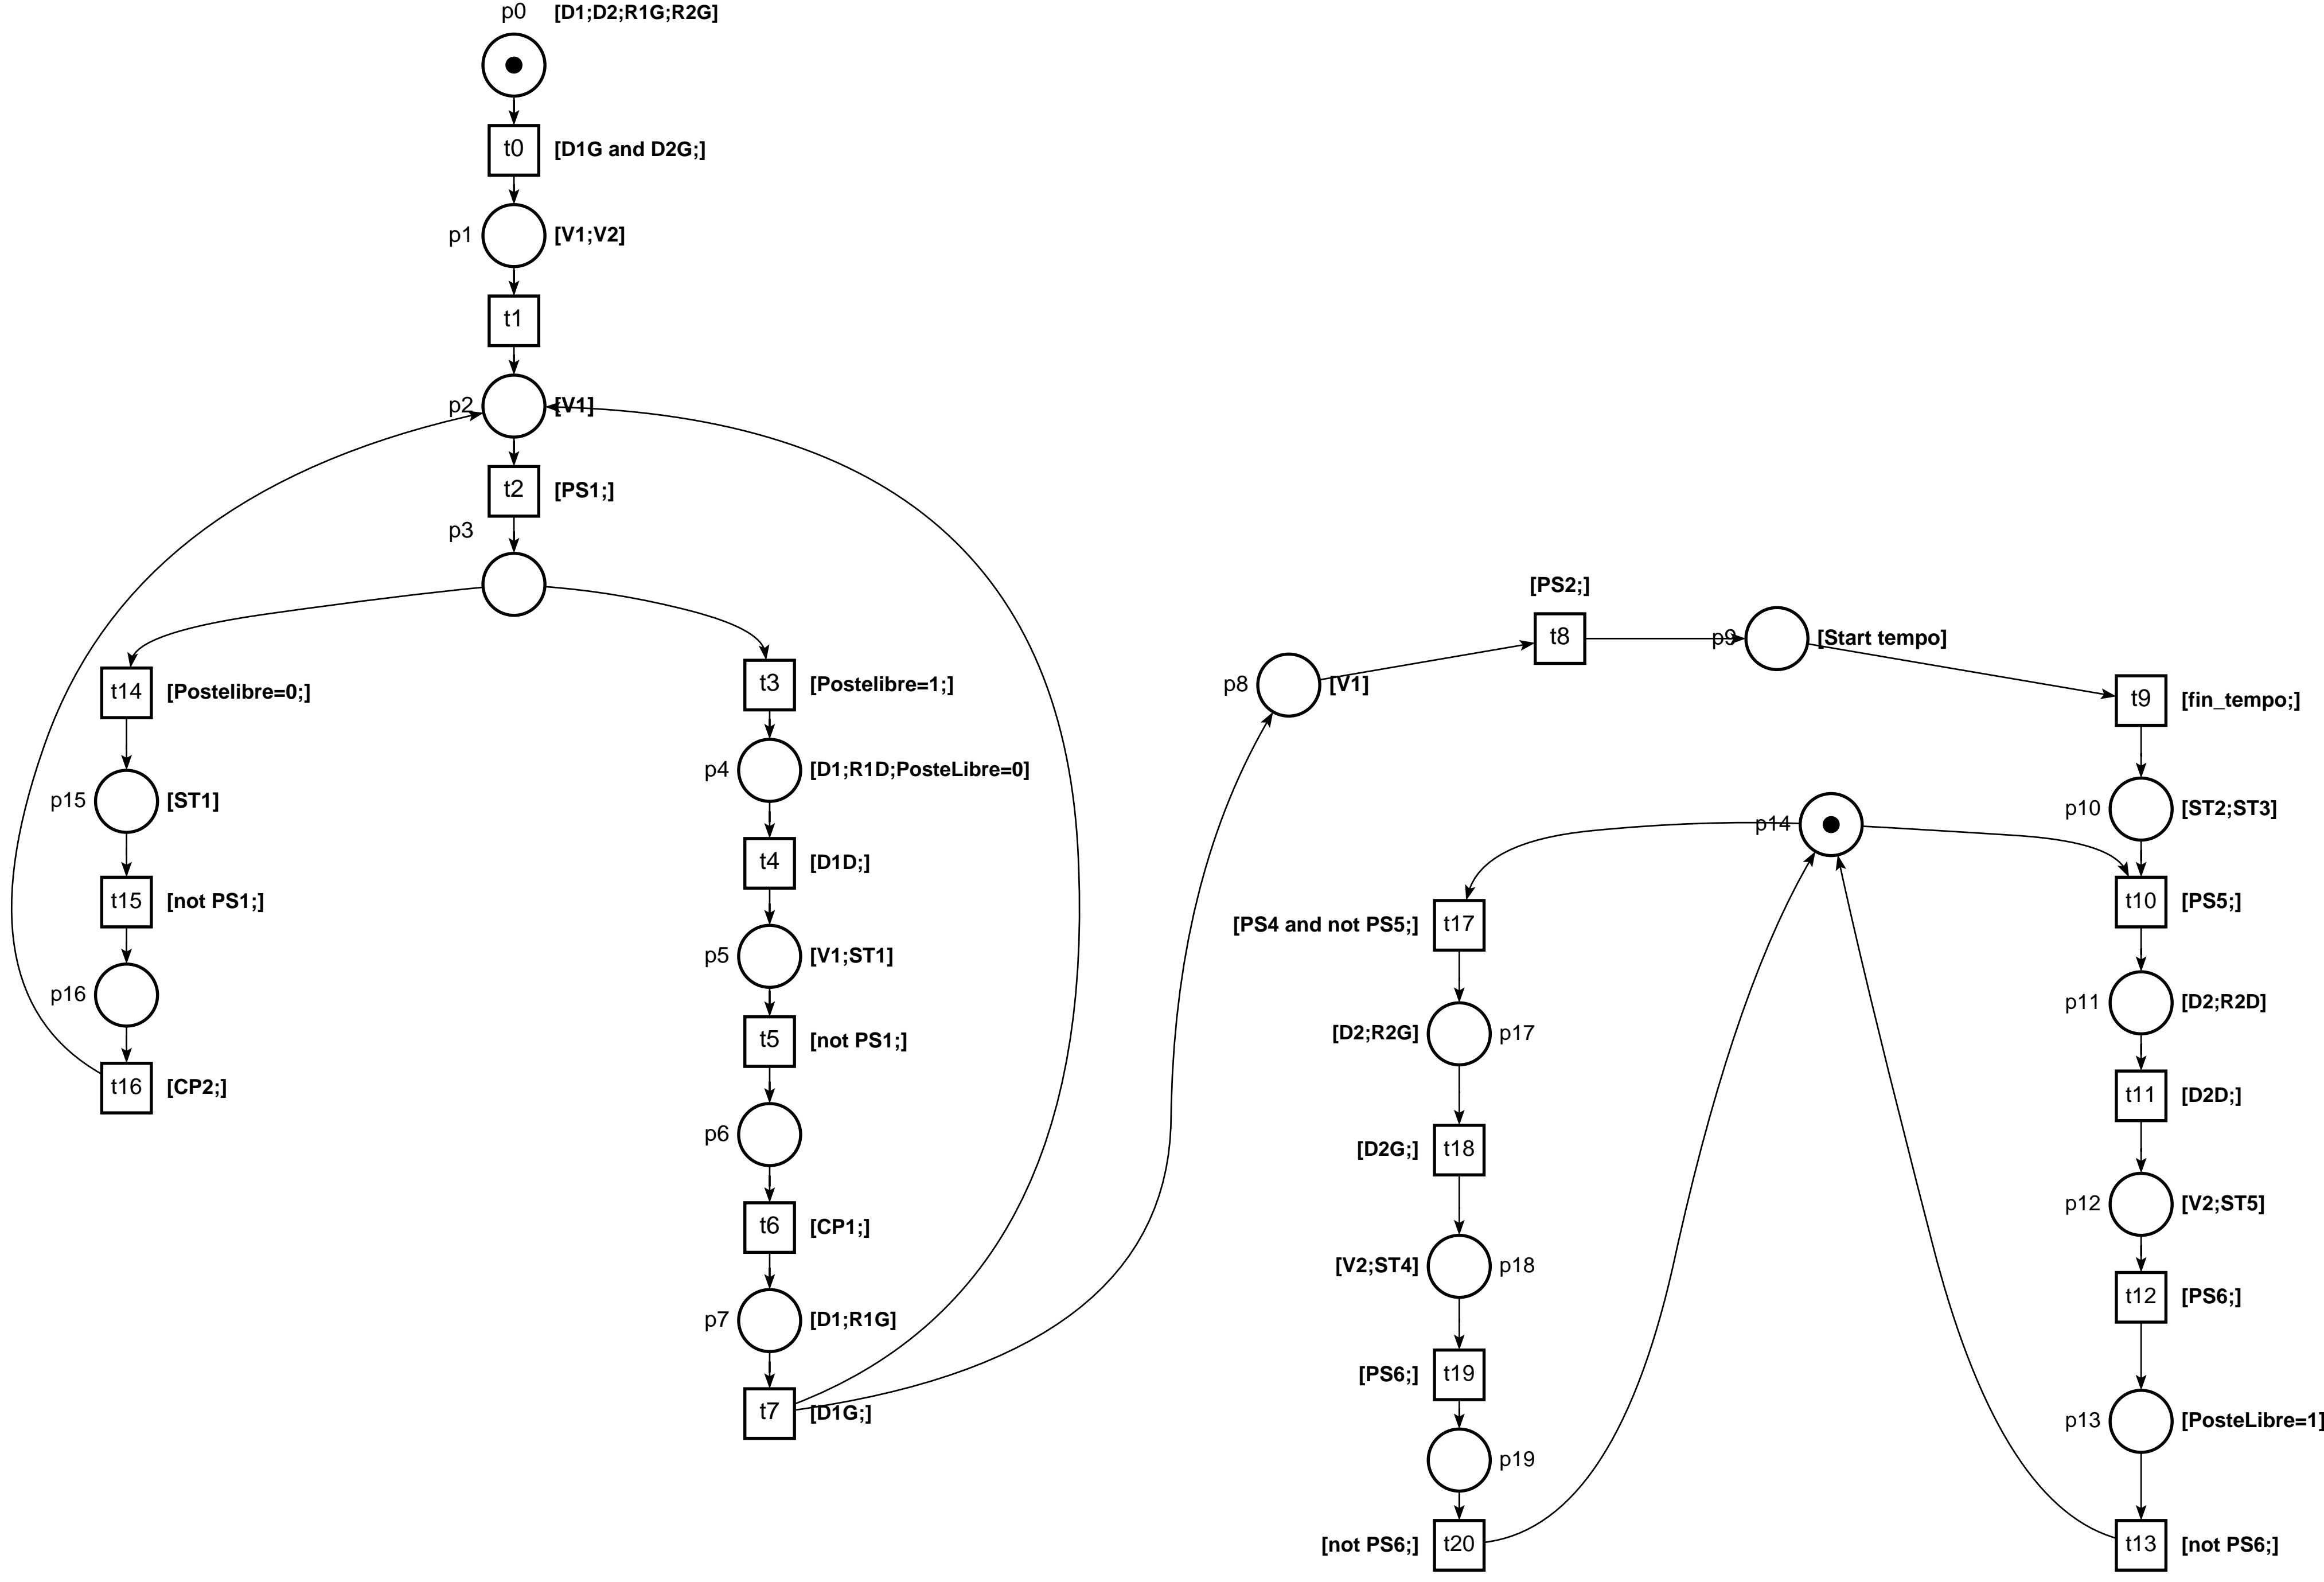 p0 [D1;D2;R1G;R2G]
t0 [D1G and D2G;]
p1 [V1;V2]
t1
p2 [V1]
t2 [PS1;]
p3
t14 [Postelibre=0;]
p15 [ST1]
t15 [not PS1;]
p16
t16 [CP2;]
t3 [Postelibre=1;]
p4 [D1;R1D;PosteLibre=0]
t4 [D1D;]
p5 [V1;ST1]
t5 [not PS1;]
p6
t6 [CP1;]
p7 [D1;R1G]
t7 [D1G;]
p8 [V1]
[PS2;]
t8
p9 [Start tempo]
t9 [fin_tempo;]
p10 [ST2;ST3]
p14
t10 [PS5;]
p11 [D2;R2D]
t11 [D2D;]
p12 [V2;ST5]
t12 [PS6;]
p13 [PosteLibre=1]
t13 [not PS6;]
[PS4 and not PS5;] t17
[D2;R2G] p17
[D2G;] t18
[V2;ST4] p18
[PS6;] t19
p19
[not PS6;] t20